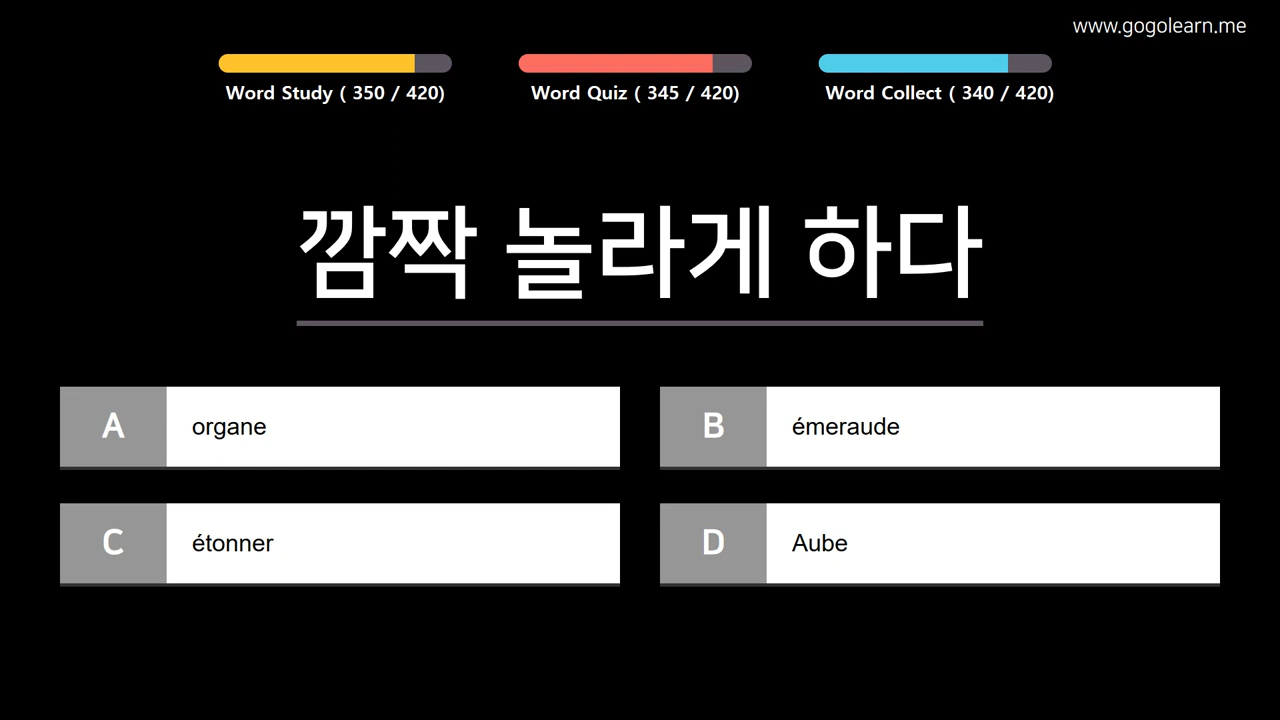 www.gogolearn.me
Word Study ( 350 / 420)
Word Quiz ( 345 / 420)
Word Collect ( 340 / 420)
깜짝 놀라게 하다
A organe
B émeraude
C étonner
D Aube